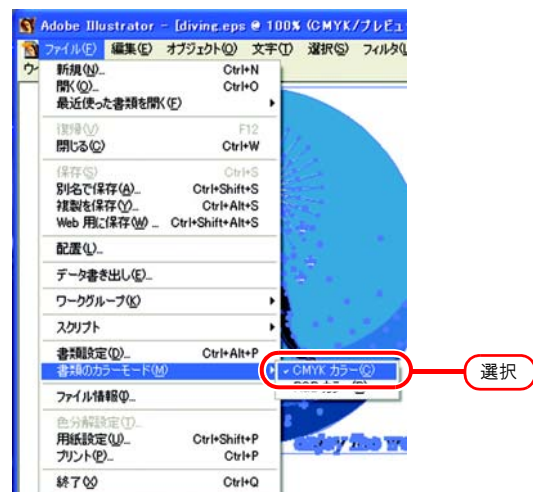 Adobe Illustrator - [diving.eps @ 100% (CMYK/プレビュ
ファイル(F) 編集(E) オブジェクト(O) 文字(T) 選択(S) フィルタ(L
ウ
新規(N)... Ctrl+N
開く(O)... Ctrl+O
最近使った書類を開く(F)
復帰(V) F12
閉じる(C) Ctrl+W
保存(S) Ctrl+S
別名で保存(A)... Ctrl+Shift+S
複製を保存(Y)... Ctrl+Alt+S
Web 用に保存(W) ... Ctrl+Shift+Alt+S
配置(L)...
データ書き出し(E)...
ワークグループ(K)
スクリプト
書類設定(D)... Ctrl+Alt+P
書類のカラーモード(M)
CMYK カラー(C)
選択
RGB カラー(R)
ファイル情報(I)...
色分解設定(T)...
用紙設定(U)... Ctrl+Shift+P
プリント(P)... Ctrl+P
enjoy the
終了(X) Ctrl+Q